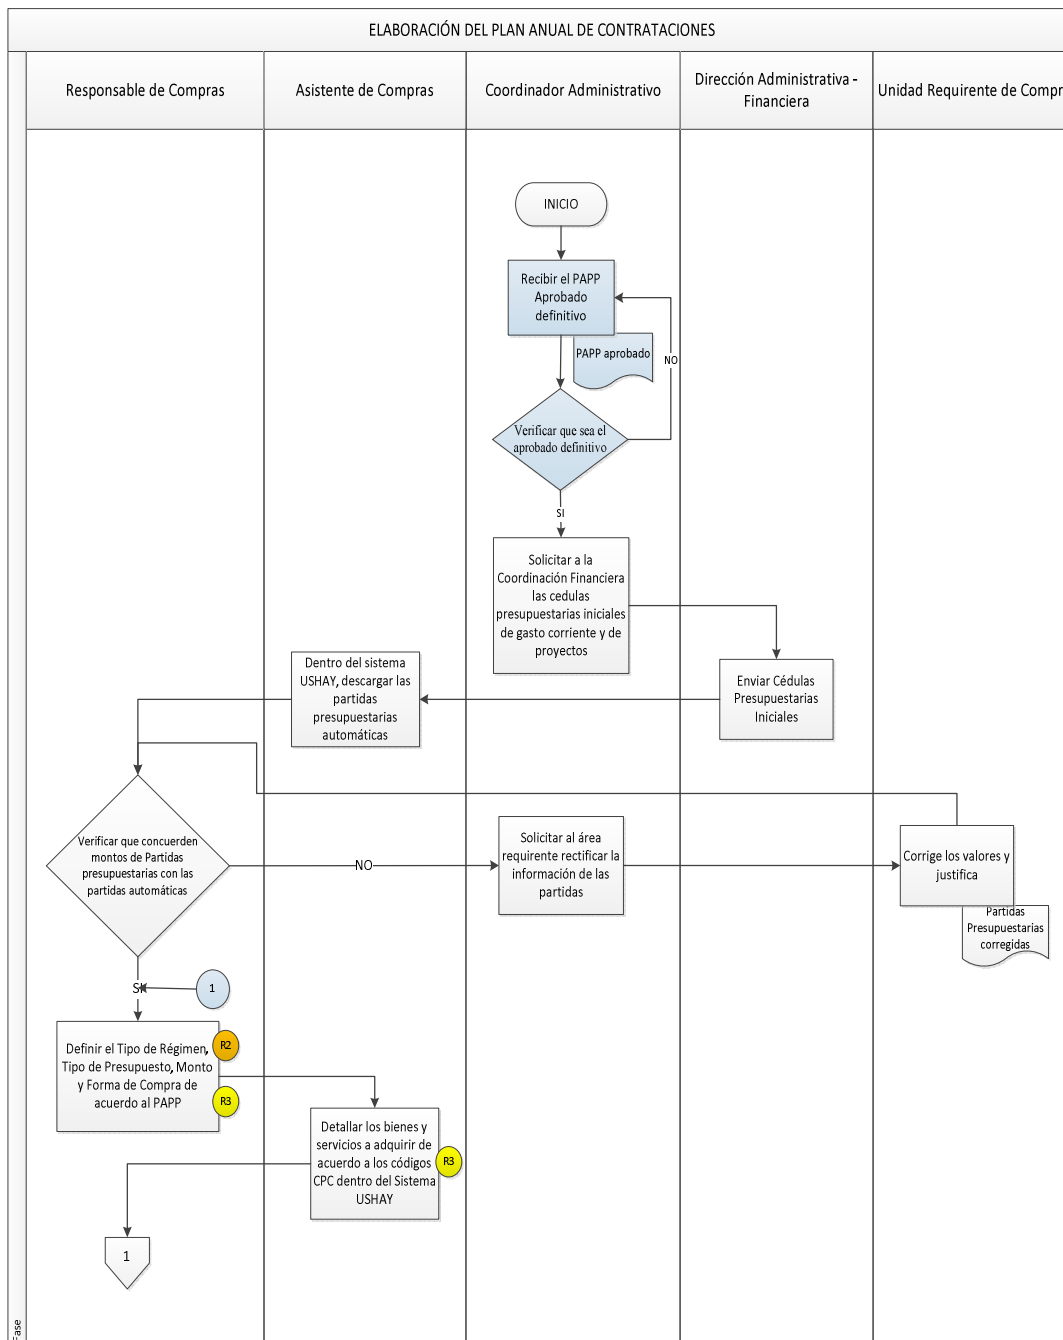 ELABORACIÓN DEL PLAN ANUAL DE CONTRATACIONES
Responsable de Compras
Asistente de Compras
Coordinador Administrativo
Dirección Administrativa -
Financiera
Unidad Requirente de Compr
INICIO
Recibir el PAPP
Aprobado
definitivo
PAPP aprobado
NO
Verificar que sea el
aprobado definitivo
SI
Solicitar a la
Coordinación Financiera
las cedulas
presupuestarias iniciales
de gasto corriente y de
proyectos
Dentro del sistema
USHAY, descargar las
partidas
presupuestarias
automáticas
Enviar Cédulas
Presupuestarias
Iniciales
Verificar que concuerden
montos de Partidas
presupuestarias con las
partidas automáticas
NO
Solicitar al área
requirente rectificar la
información de las
partidas
Corrige los valores y
justifica
Partidas
Presupuestarias
corregidas
SI
1
Definir el Tipo de Régimen,
Tipo de Presupuesto, Monto
y Forma de Compra de
acuerdo al PAPP
R2
R3
Detallar los bienes y
servicios a adquirir de
acuerdo a los códigos
CPC dentro del Sistema
USHAY
R3
1
Fase